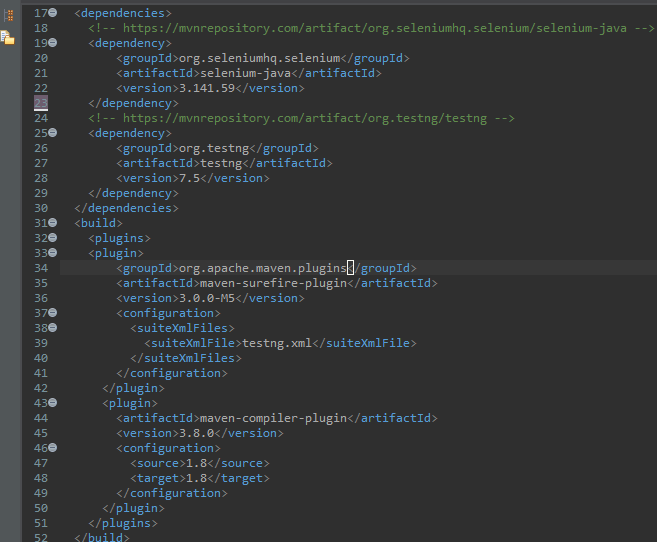 17 <dependencies>
18 <!-- https://mvnrepository.com/artifact/org.seleniumhq.selenium/selenium-java -->
19 <dependency>
20 <groupId>org.seleniumhq.selenium</groupId>
21 <artifactId>selenium-java</artifactId>
22 <version>3.141.59</version>
23 </dependency>
24 <!-- https://mvnrepository.com/artifact/org.testng/testng -->
25 <dependency>
26 <groupId>org.testng</groupId>
27 <artifactId>testng</artifactId>
28 <version>7.5</version>
29 </dependency>
30 </dependencies>
31 <build>
32 <plugins>
33 <plugin>
34 <groupId>org.apache.maven.plugins</groupId>
35 <artifactId>maven-surefire-plugin</artifactId>
36 <version>3.0.0-M5</version>
37 <configuration>
38 <suiteXmlFiles>
39 <suiteXmlFile>testng.xml</suiteXmlFile>
40 </suiteXmlFiles>
41 </configuration>
42 </plugin>
43 <plugin>
44 <artifactId>maven-compiler-plugin</artifactId>
45 <version>3.8.0</version>
46 <configuration>
47 <source>1.8</source>
48 <target>1.8</target>
49 </configuration>
50 </plugin>
51 </plugins>
52 </build>